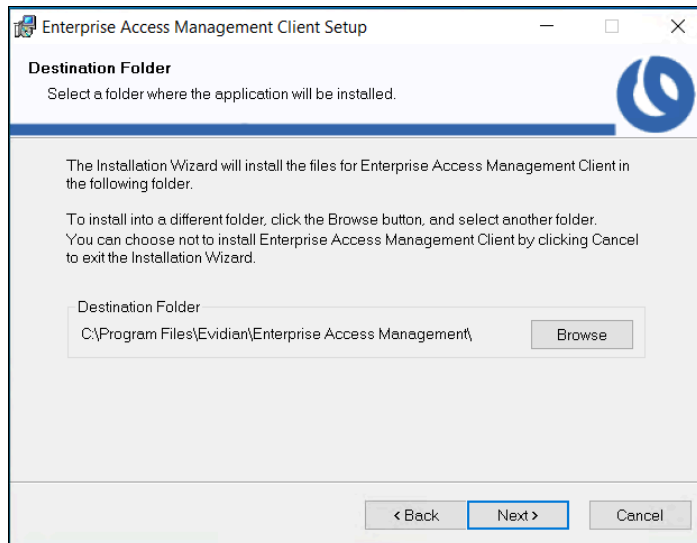 Enterprise Access Management Client Setup
Destination Folder
Select a folder where the application will be installed.
The Installation Wizard will install the files for Enterprise Access Management Client in
the following folder.
To install into a different folder, click the Browse button, and select another folder.
You can choose not to install Enterprise Access Management Client by clicking Cancel
to exit the Installation Wizard.
Destination Folder
C:\Program Files\Evidian\Enterprise Access Management\
Browse
< Back
Next >
Cancel